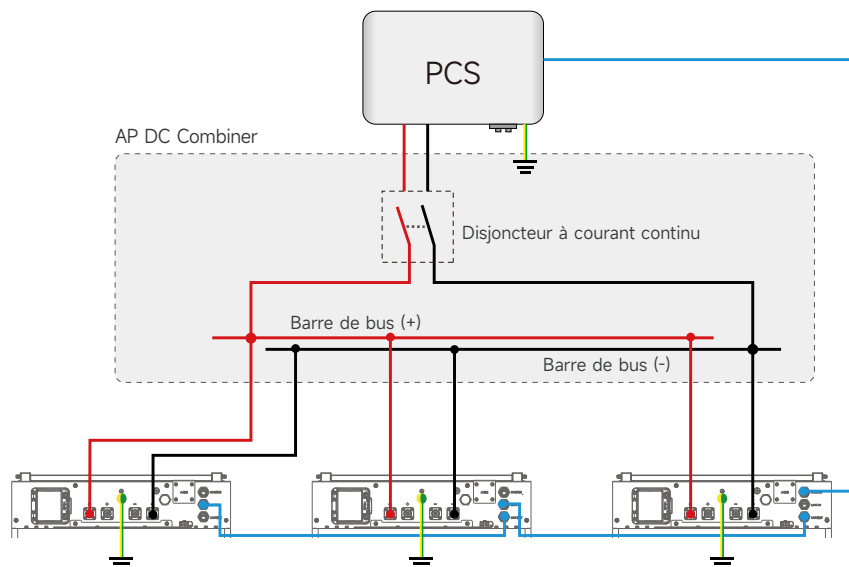 PCS
AP DC Combiner
Disjoncteur à courant continu
Barre de bus (+)
Barre de bus (-)